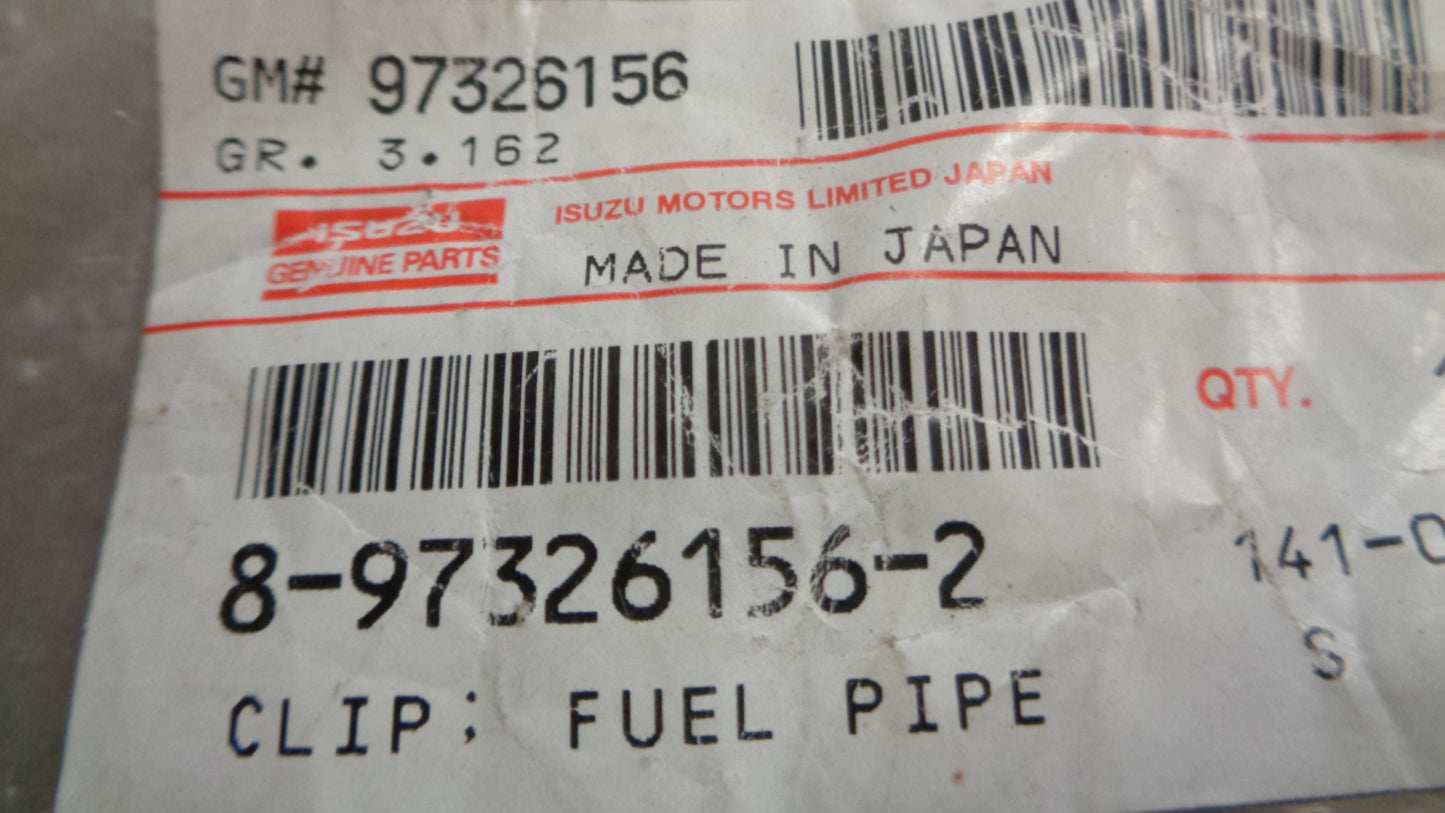 GM# 97326156
GR. 3.162
ISUZU MOTORS LIMITED JAPAN
ISUZU
GENUINE PARTS
MADE IN JAPAN
QTY.
8-97326156-2
141-0
S
CLIP; FUEL PIPE